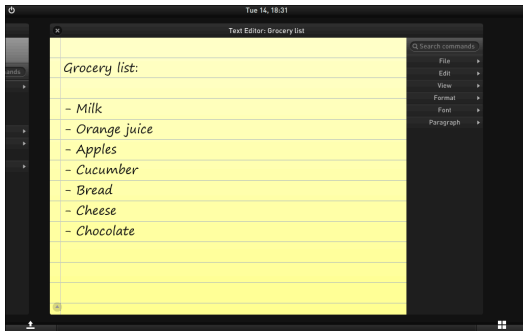 Tue 14, 18:31
Text Editor: Grocery list
ands
Grocery list:
- Milk
- Orange juice
- Apples
- Cucumber
- Bread
- Cheese
- Chocolate
Search commands
File
Edit
View
Format
Font
Paragraph